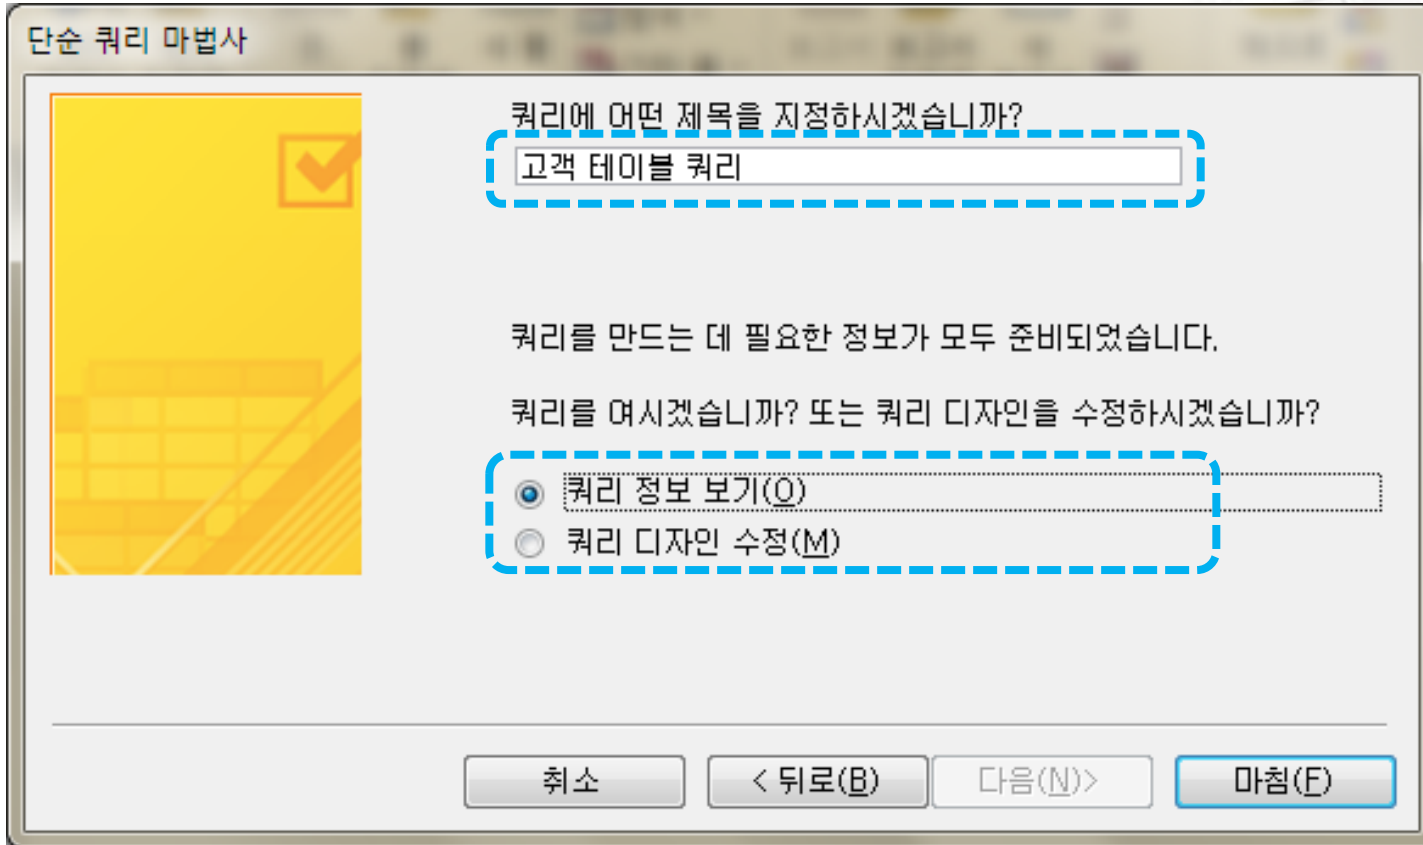 단순 쿼리 마법사
쿼리에 어떤 제목을 지정하시겠습니까?
고객 테이블 쿼리
쿼리를 만드는 데 필요한 정보가 모두 준비되었습니다.
쿼리를 여시겠습니까? 또는 쿼리 디자인을 수정하시겠습니까?
쿼리 정보 보기(O)
쿼리 디자인 수정(M)
취소 < 뒤로(B) 다음(N)> 마침(F)